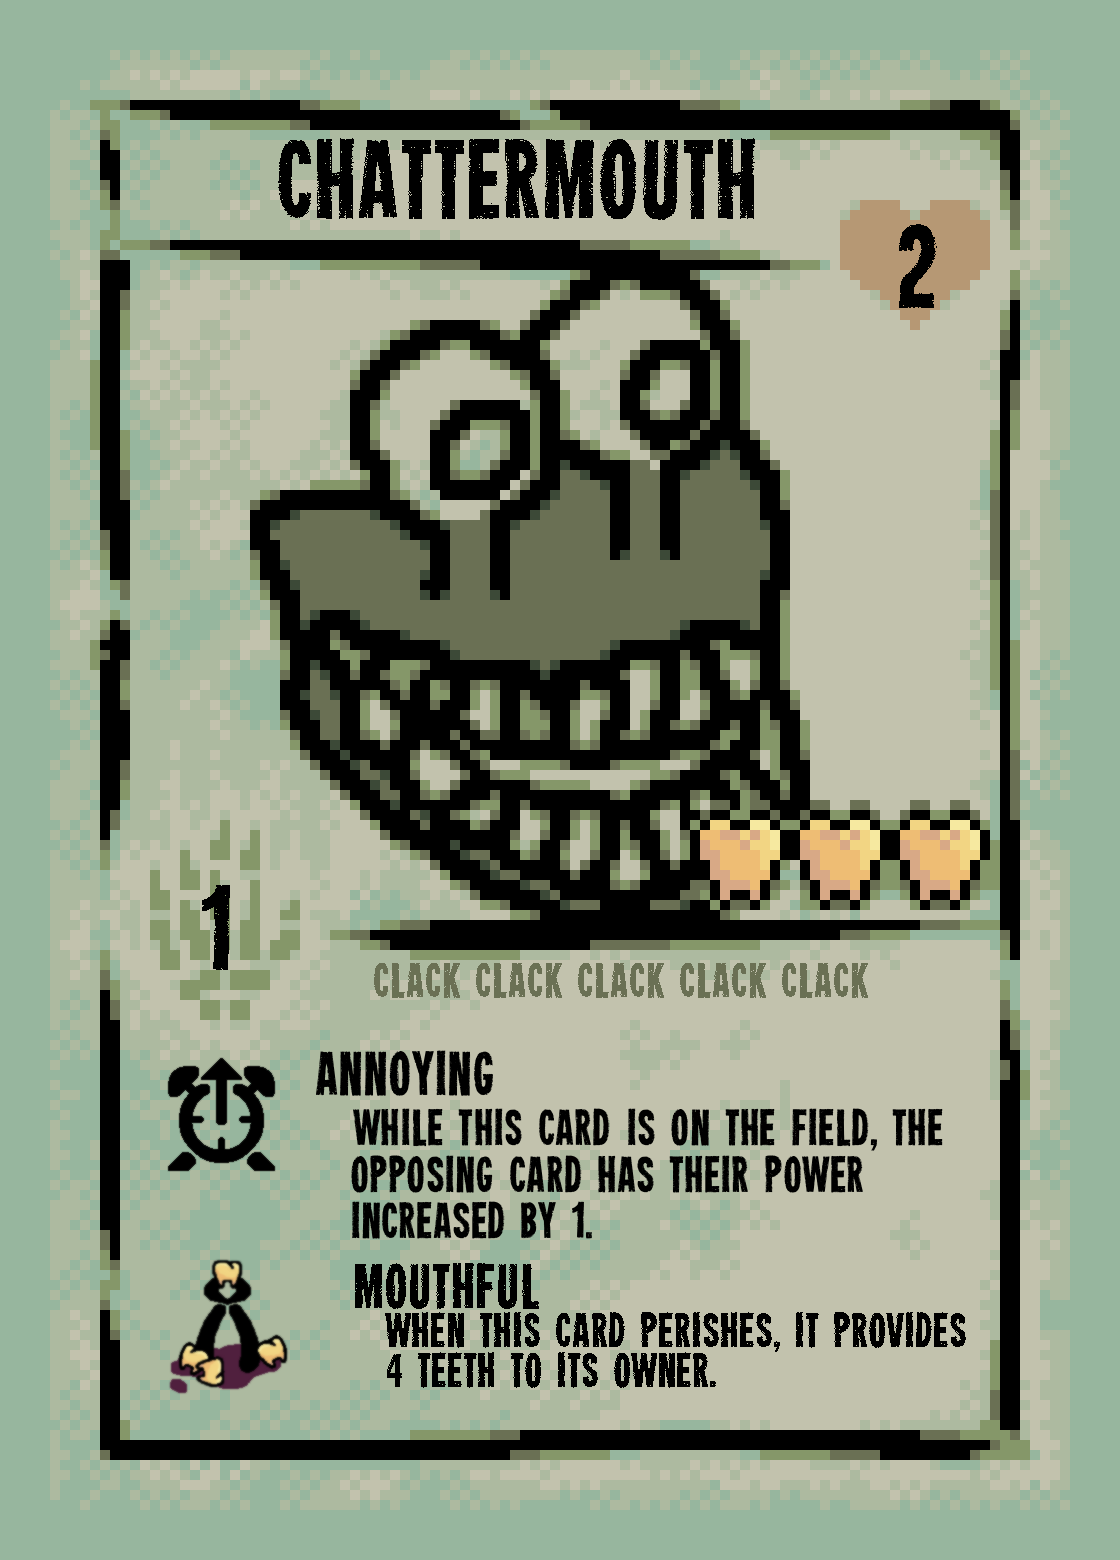 CHATTERMOUTH
2
1
CLACK CLACK CLACK CLACK CLACK
ANNOYING
WHILE THIS CARD IS ON THE FIELD, THE
OPPOSING CARD HAS THEIR POWER
INCREASED BY 1.
MOUTHFUL
WHEN THIS CARD PERISHES, IT PROVIDES
4 TEETH TO ITS OWNER.